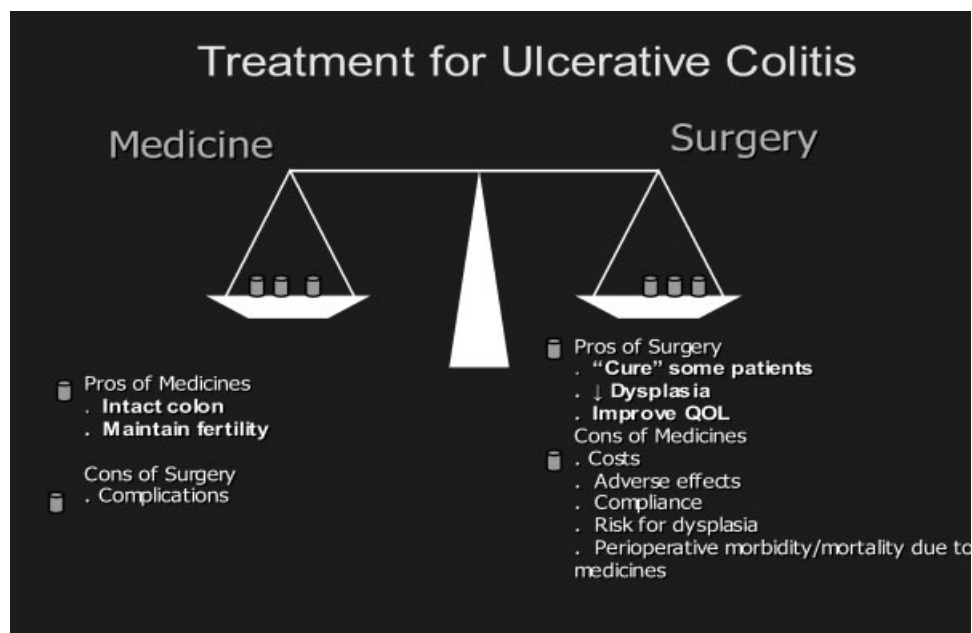 Treatment for Ulcerative Colitis
Medicine
Surgery
Pros of Medicines
. Intact colon
. Maintain fertility
Cons of Surgery
. Complications
Pros of Surgery
. “Cure” some patients
. ↓ Dysplasia
. Improve QOL
Cons of Medicines
. Costs
. Adverse effects
. Compliance
. Risk for dysplasia
. Perioperative morbidity/mortality due to
medicines